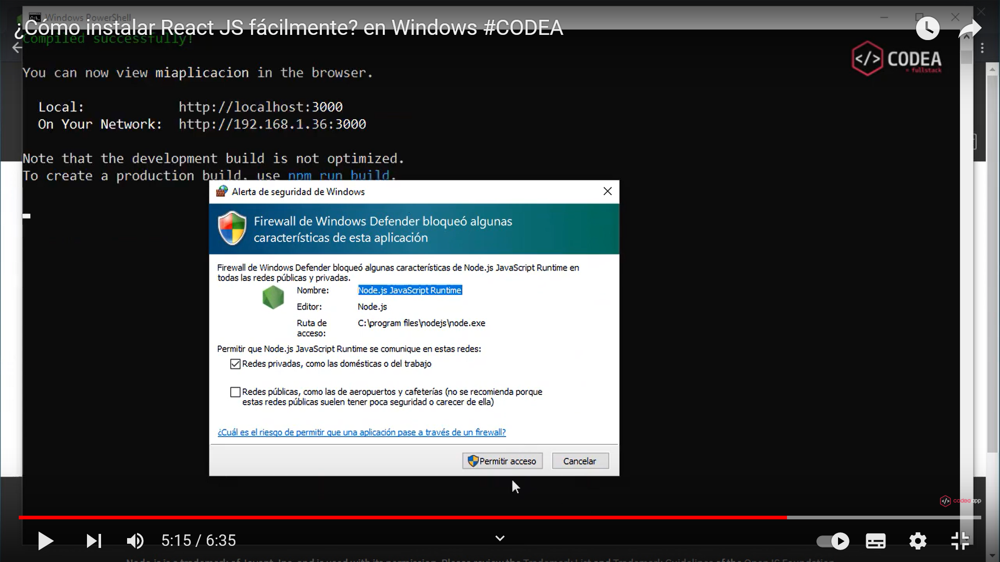 Windows PowerShell
¿Cómo instalar React JS fácilmente? en Windows #CODEA
Compiled successfully!
</> CODEA
fullstack
You can now view miaplicacion in the browser.
Local: http://localhost:3000
On Your Network: http://192.168.1.36:3000
Note that the development build is not optimized.
To create a production build, use npm run build.
Alerta de seguridad de Windows
Firewall de Windows Defender bloqueó algunas
características de esta aplicación
Firewall de Windows Defender bloqueó algunas características de Node.js JavaScript Runtime en
todas las redes públicas y privadas.
Nombre: Node.js JavaScript Runtime
Editor: Node.js
Ruta de C:\program files\nodejs\node.exe
acceso:
Permitir que Node.js JavaScript Runtime se comunique en estas redes:
Redes privadas, como las domésticas o del trabajo
Redes públicas, como las de aeropuertos y cafeterías (no se recomienda porque
estas redes públicas suelen tener poca seguridad o carecer de ella)
¿Cuál es el riesgo de permitir que una aplicación pase a través de un firewall?
Permitir acceso Cancelar
</> codea app
5:15 / 6:35